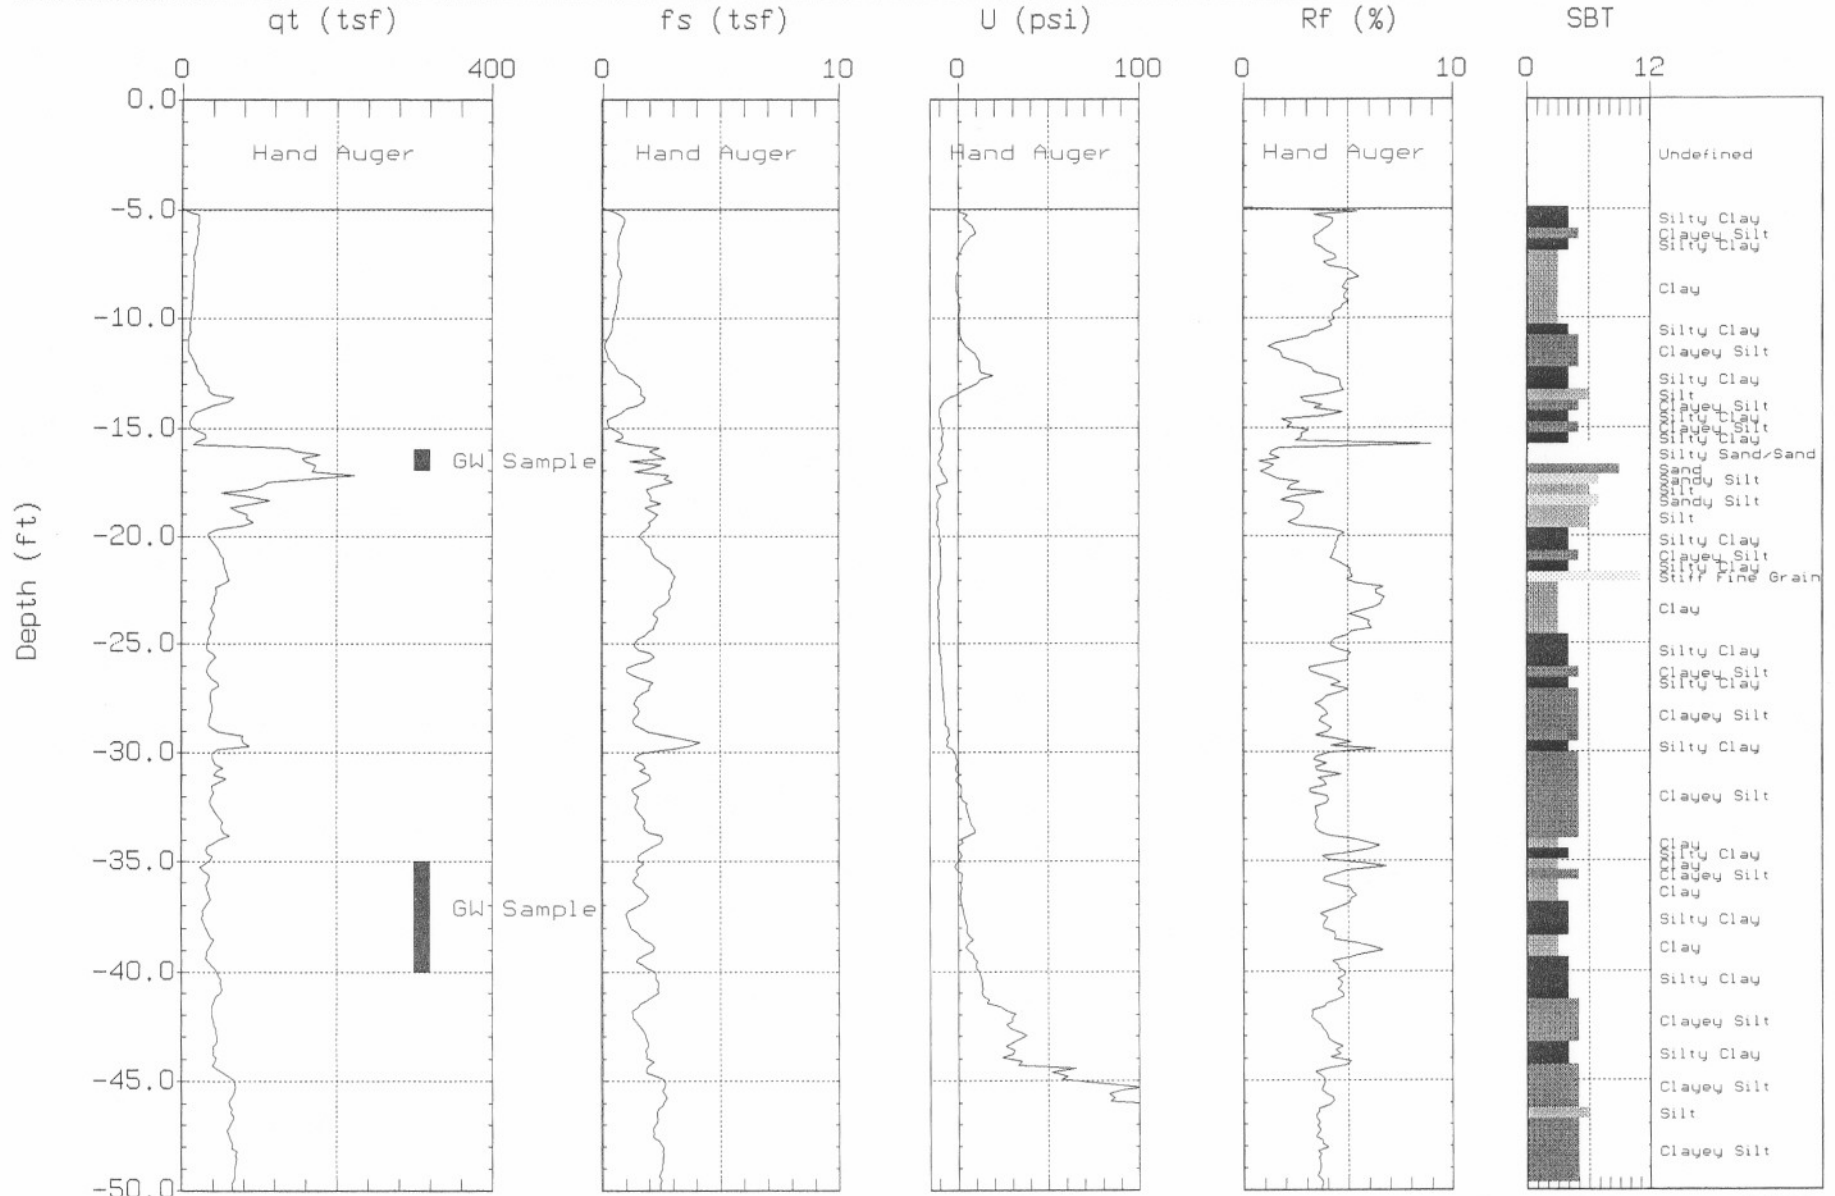 qt (tsf) fs (tsf) U (psi) Rf (%) SBT
0 400 0 10 0 100 0 10 0 12
0.0
Hand Auger Hand Auger Hand Auger Hand Auger Undefined
-5.0
Silty Clay
Clayey Silt
Silty Clay
Clay
-10.0
Silty Clay
Clayey Silt
Silty Clay
Silt
Clayey Silt
Silty Clay
-15.0
Clayey Silt
Silty Clay
Silty Sand/Sand
GW Sample
Sand
Sandy Silt
Silt
Sandy Silt
Silt
-20.0
Silty Clay
Clayey Silt
Silty Clay
Stiff Fine Grain
Depth (ft)
Clay
-25.0
Silty Clay
Clayey Silt
Silty Clay
Clayey Silt
-30.0
Silty Clay
Clayey Silt
Clay
Silty Clay
-35.0
Clay
Clayey Silt
Clay
GW Sample
Silty Clay
Clay
-40.0
Silty Clay
Clayey Silt
Silty Clay
-45.0
Clayey Silt
Silt
Clayey Silt
-50.0